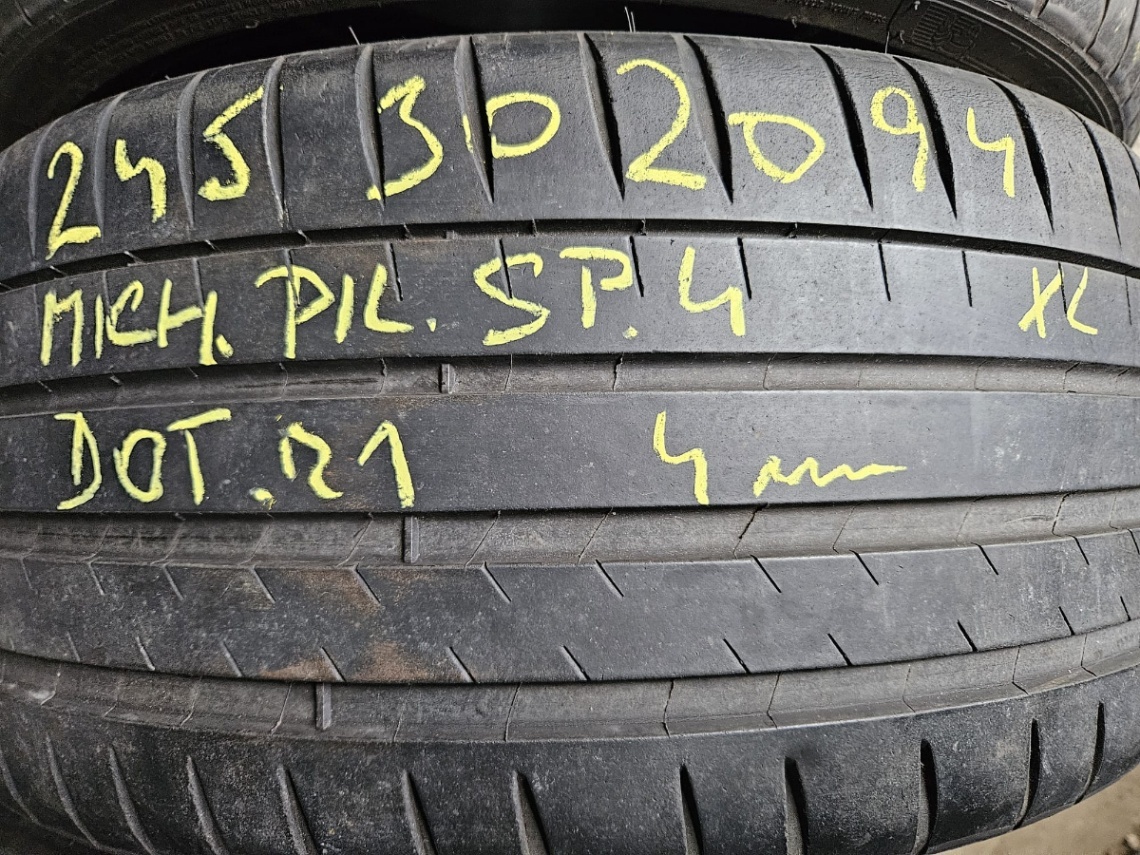 245 30 20 94
MICH. PIL. SP. 4 XL
DOT. 21 4 mm